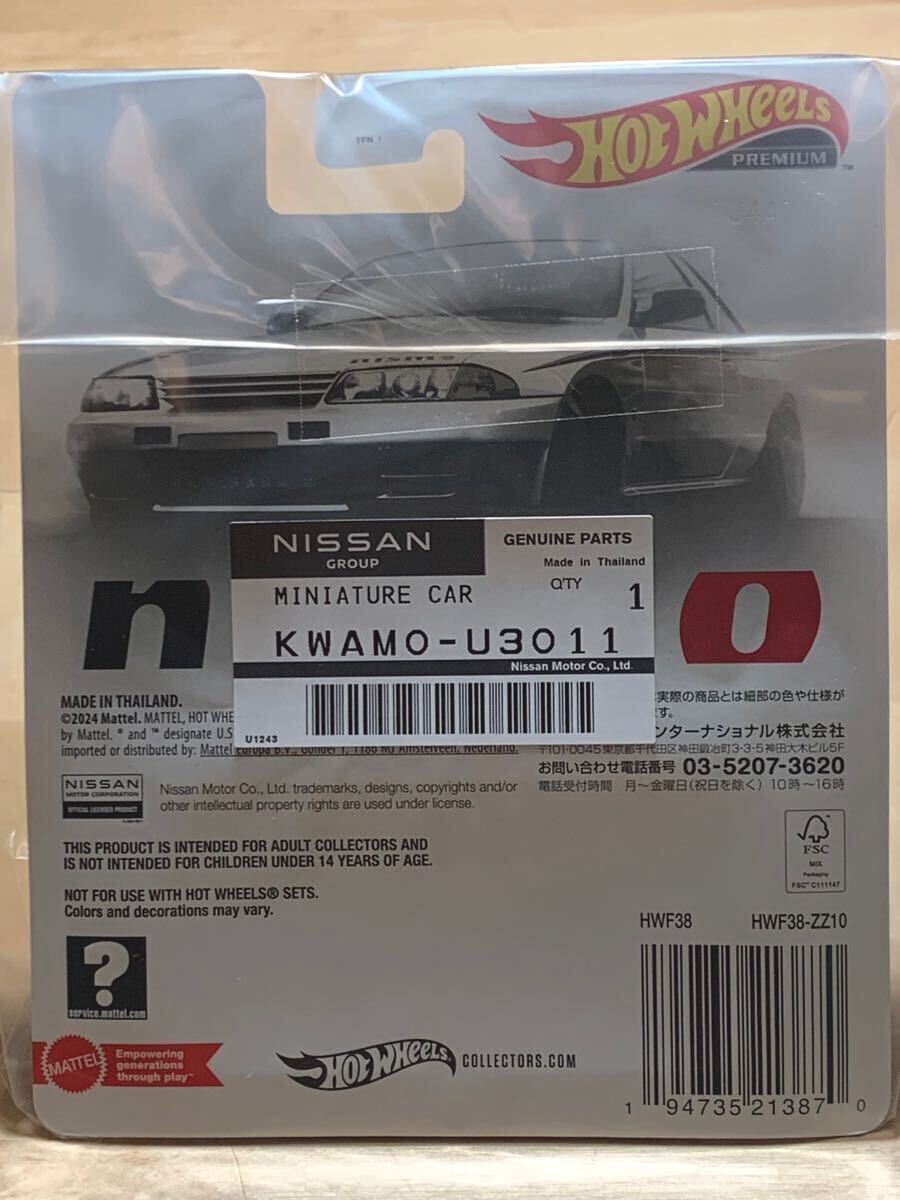 TPN 1
HOT WHEELS
PREMIUM
™
nismo
NISSAN
GROUP
GENUINE PARTS
Made in Thailand
MINIATURE CAR
Q'TY
1
KWAM0-U3011
Nissan Motor Co., Ltd.
U1243
n
o
MADE IN THAILAND.
©2024 Mattel. MATTEL, HOT WHE
by Mattel. ® and ™ designate U.S
imported or distributed by: Mattel Europa B.V., Gondel 1, 1186 MJ Amstelveen, Nederland.
実際の商品とは細部の色や仕様が
ます。
ンターナショナル株式会社
〒101-0045 東京都千代田区神田鍛冶町3-3-5 神田大木ビル5F
お問い合わせ電話番号 03-5207-3620
電話受付時間 月～金曜日(祝日を除く) 10時～16時
NISSAN
MOTOR CORPORATION
OFFICIAL LICENSED PRODUCT
Nissan Motor Co., Ltd. trademarks, designs, copyrights and/or
other intellectual property rights are used under license.
THIS PRODUCT IS INTENDED FOR ADULT COLLECTORS AND
IS NOT INTENDED FOR CHILDREN UNDER 14 YEARS OF AGE.
NOT FOR USE WITH HOT WHEELS® SETS.
Colors and decorations may vary.
FSC
MIX
Packaging
FSC™ C111147
?
service.mattel.com
HWF38 HWF38-ZZ10
MATTEL
Empowering
generations
through play™
HOT WHEELS COLLECTORS.COM
1 94735 21387 0